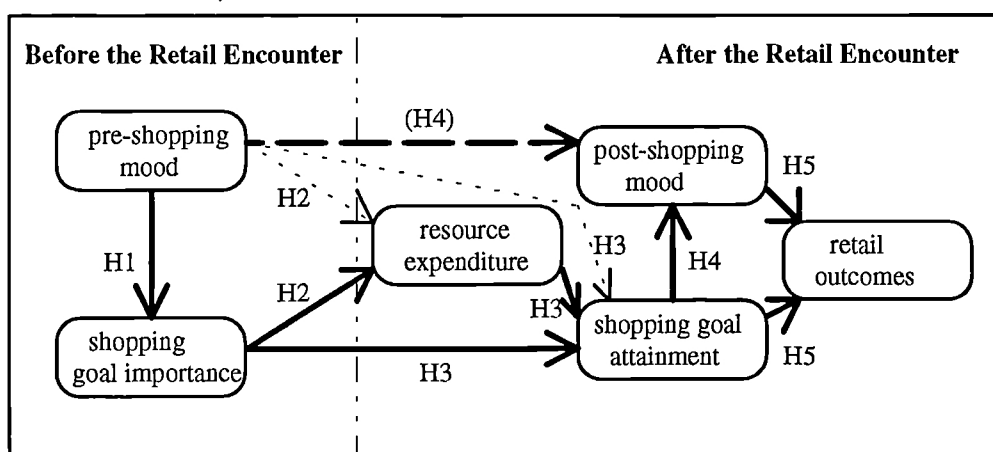 Before the Retail Encounter
After the Retail Encounter
pre-shopping
mood
(H4)
post-shopping
mood
H5
H2
resource
expenditure
H3
retail
outcomes
H1
H2
H4
H3
shopping
goal importance
shopping goal
attainment
H3
H5